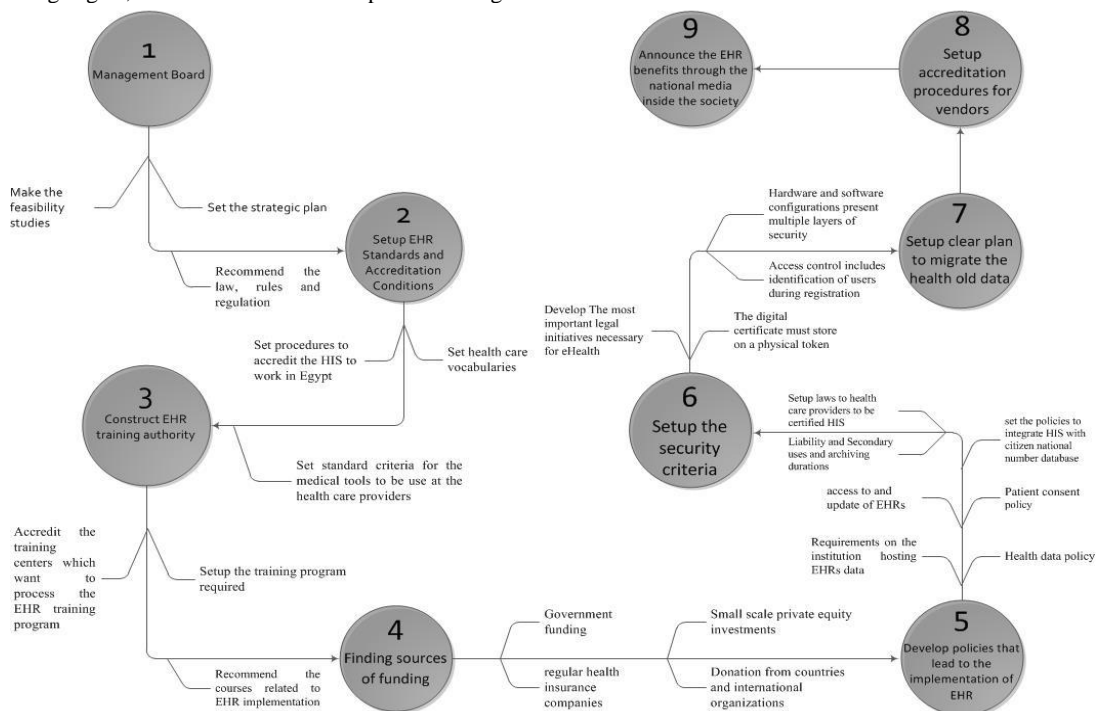 1
Management Board
Make the
feasibility
studies
Set the strategic plan
Recommend the
law, rules and
regulation
2
Setup EHR
Standards and
Accreditation
Conditions
Set procedures to
accredit the HIS to
work in Egypt
Set health care
vocabularies
3
Construct EHR
training authority
Set standard criteria for the
medical tools to be use at the
health care providers
Accredit the
training
centers which
want to
process the
EHR training
program
Setup the training program
required
Recommend the
courses related to
EHR implementation
4
Finding sources
of funding
Government
funding
regular health
insurance
companies
Small scale private equity
investments
Donation from countries
and international
organizations
5
Develop policies that
lead to the
implementation of
EHR
Requirements on the
institution hosting
EHRs data
Health data policy
access to and
update of EHRs
Patient consent
policy
Setup laws to health
care providers to be
certified HIS
Liability and Secondary
uses and archiving
durations
set the policies to
integrate HIS with
citizen national
number database
6
Setup the
security
criteria
Develop The most
important legal
initiatives necessary
for eHealth
The digital
certificate must store
on a physical token
Hardware and software
configurations present
multiple layers of
security
Access control includes
identification of users
during registration
7
Setup clear plan
to migrate the
health old data
8
Setup
accreditation
procedures for
vendors
9
Announce the EHR
benefits through the
national media
inside the society